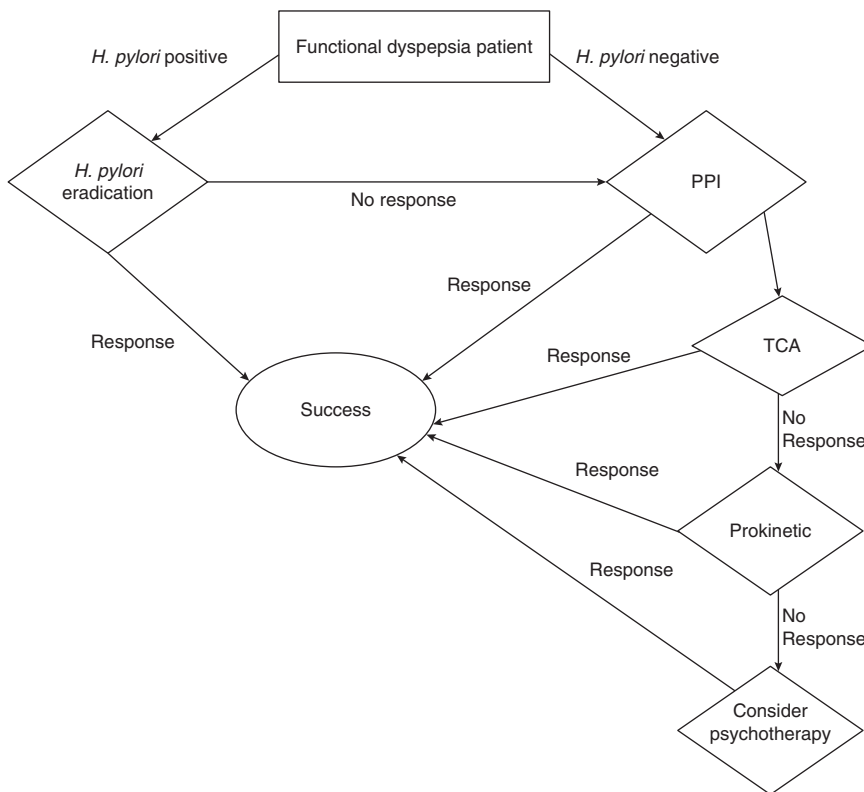 Functional dyspepsia patient
H. pylori positive
H. pylori negative
H. pylori
eradication
PPI
No response
Response
Response
TCA
Response
Success
No
Response
Response
Prokinetic
Response
No
Response
Consider
psychotherapy